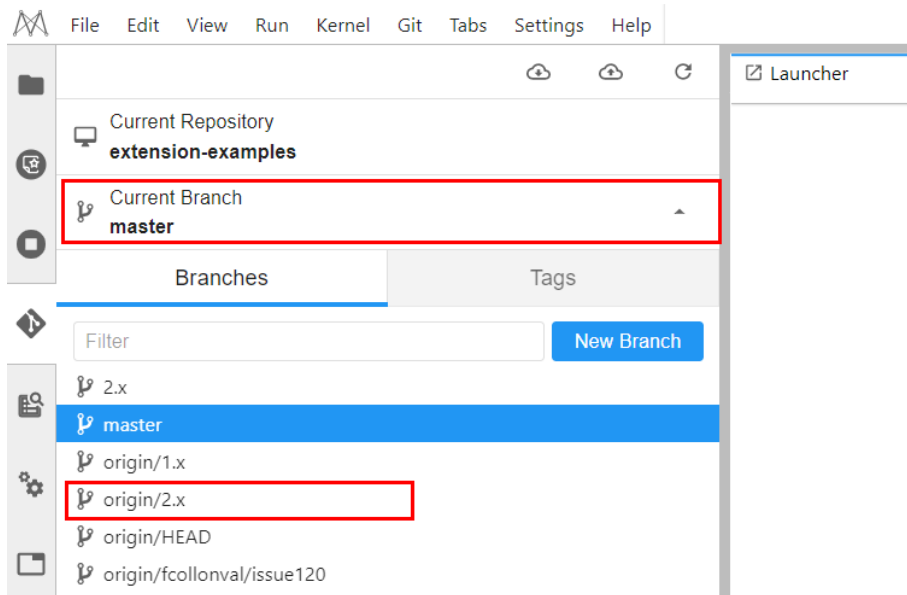 File Edit View Run Kernel Git Tabs Settings Help
Launcher
Current Repository
extension-examples
Current Branch
master
Branches Tags
Filter New Branch
2.x
master
origin/1.x
origin/2.x
origin/HEAD
origin/fcollonval/issue120